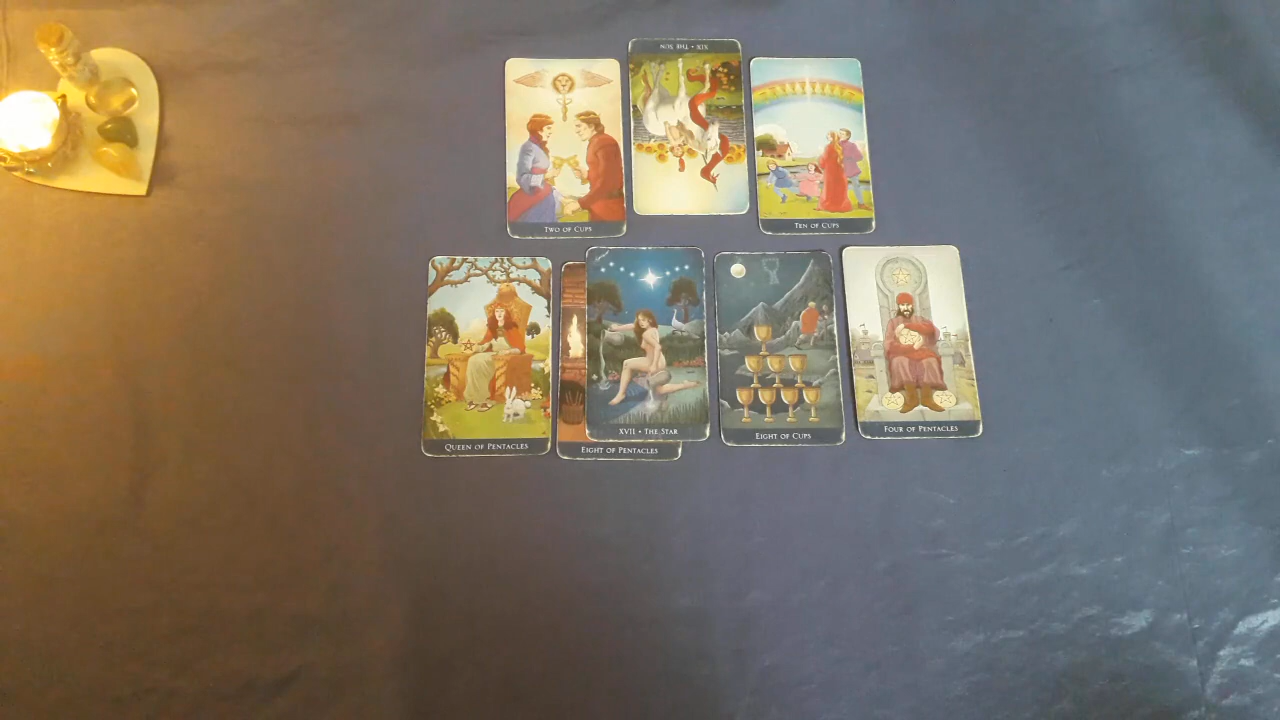 TWO OF CUPS
XIX • THE SUN
TEN OF CUPS
QUEEN OF PENTACLES
EIGHT OF PENTACLES
XVII • THE STAR
EIGHT OF CUPS
FOUR OF PENTACLES